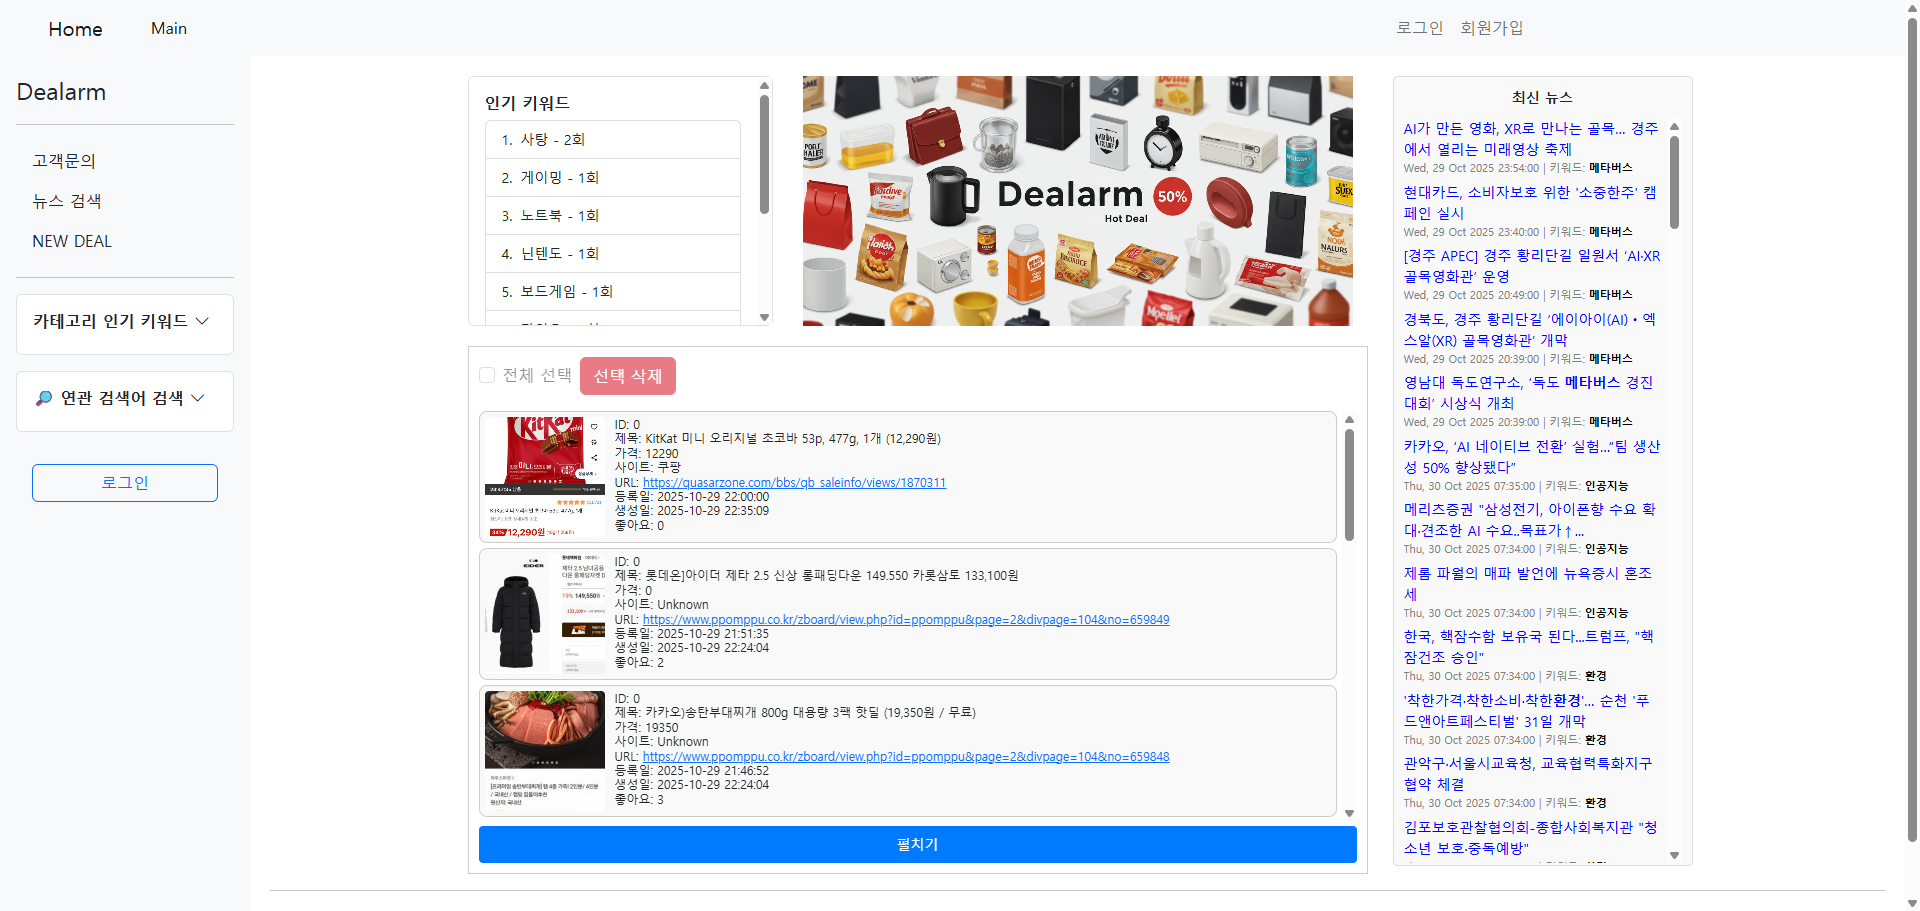 Home
Main
로그인
회원가입
Dealarm
고객문의
뉴스 검색
NEW DEAL
카테고리 인기 키워드
연관 검색어 검색
로그인
인기 키워드
1. 사탕 - 2회
2. 게이밍 - 1회
3. 노트북 - 1회
4. 닌텐도 - 1회
5. 보드게임 - 1회
Dealarm
50%
Hot Deal
전체 선택
선택 삭제
KitKat
mini
12,290원
ID: 0
제목: KitKat 미니 오리지널 초코바 53p, 477g, 1개 (12,290원)
가격: 12290
사이트: 쿠팡
URL: https://quasarzone.com/bbs/qb_saleinfo/views/1870311
등록일: 2025-10-29 22:00:00
생성일: 2025-10-29 22:35:09
좋아요: 0
EIDER
19% 149,550
133,100
ID: 0
제목: 롯데온]아이더 제타 2.5 신상 롱패딩다운 149.550 카롯삼토 133,100원
가격: 0
사이트: Unknown
URL: https://www.ppomppu.co.kr/zboard/view.php?id=ppomppu&page=2&divpage=104&no=659849
등록일: 2025-10-29 21:51:35
생성일: 2025-10-29 22:24:04
좋아요: 2
ID: 0
제목: 카카오)송탄부대찌개 800g 대용량 3팩 핫딜 (19,350원 / 무료)
가격: 19350
사이트: Unknown
URL: https://www.ppomppu.co.kr/zboard/view.php?id=ppomppu&page=2&divpage=104&no=659848
등록일: 2025-10-29 21:46:52
생성일: 2025-10-29 22:24:04
좋아요: 3
펼치기
최신 뉴스
AI가 만든 영화, XR로 만나는 골목... 경주
에서 열리는 미래영상 축제
Wed, 29 Oct 2025 23:54:00 | 키워드: 메타버스
현대카드, 소비자보호 위한 '소중한주' 캠
페인 실시
Wed, 29 Oct 2025 23:40:00 | 키워드: 메타버스
[경주 APEC] 경주 황리단길 일원서 ‘AI·XR
골목영화관’ 운영
Wed, 29 Oct 2025 20:49:00 | 키워드: 메타버스
경북도, 경주 황리단길 ‘에이아이(AI)·엑
스알(XR) 골목영화관’ 개막
Wed, 29 Oct 2025 20:39:00 | 키워드: 메타버스
영남대 독도연구소, ‘독도 메타버스 경진
대회’ 시상식 개최
Wed, 29 Oct 2025 20:39:00 | 키워드: 메타버스
카카오, ‘AI 네이티브 전환’ 실험…“팀 생산
성 50% 향상됐다”
Thu, 30 Oct 2025 07:35:00 | 키워드: 인공지능
메리츠증권 "삼성전기, 아이폰향 수요 확
대·견조한 AI 수요..목표가↑...
Thu, 30 Oct 2025 07:34:00 | 키워드: 인공지능
제롬 파월의 매파 발언에 뉴욕증시 혼조
세
Thu, 30 Oct 2025 07:34:00 | 키워드: 인공지능
한국, 핵잠수함 보유국 된다...트럼프, "핵
잠건조 승인"
Thu, 30 Oct 2025 07:34:00 | 키워드: 환경
'착한가격·착한소비·착한환경'… 순천 '푸
드앤아트페스티벌' 31일 개막
Thu, 30 Oct 2025 07:34:00 | 키워드: 환경
관악구·서울시교육청, 교육협력특화지구
협약 체결
Thu, 30 Oct 2025 07:34:00 | 키워드: 환경
김포보호관찰협의회-종합사회복지관 "청
소년 보호·중독예방"